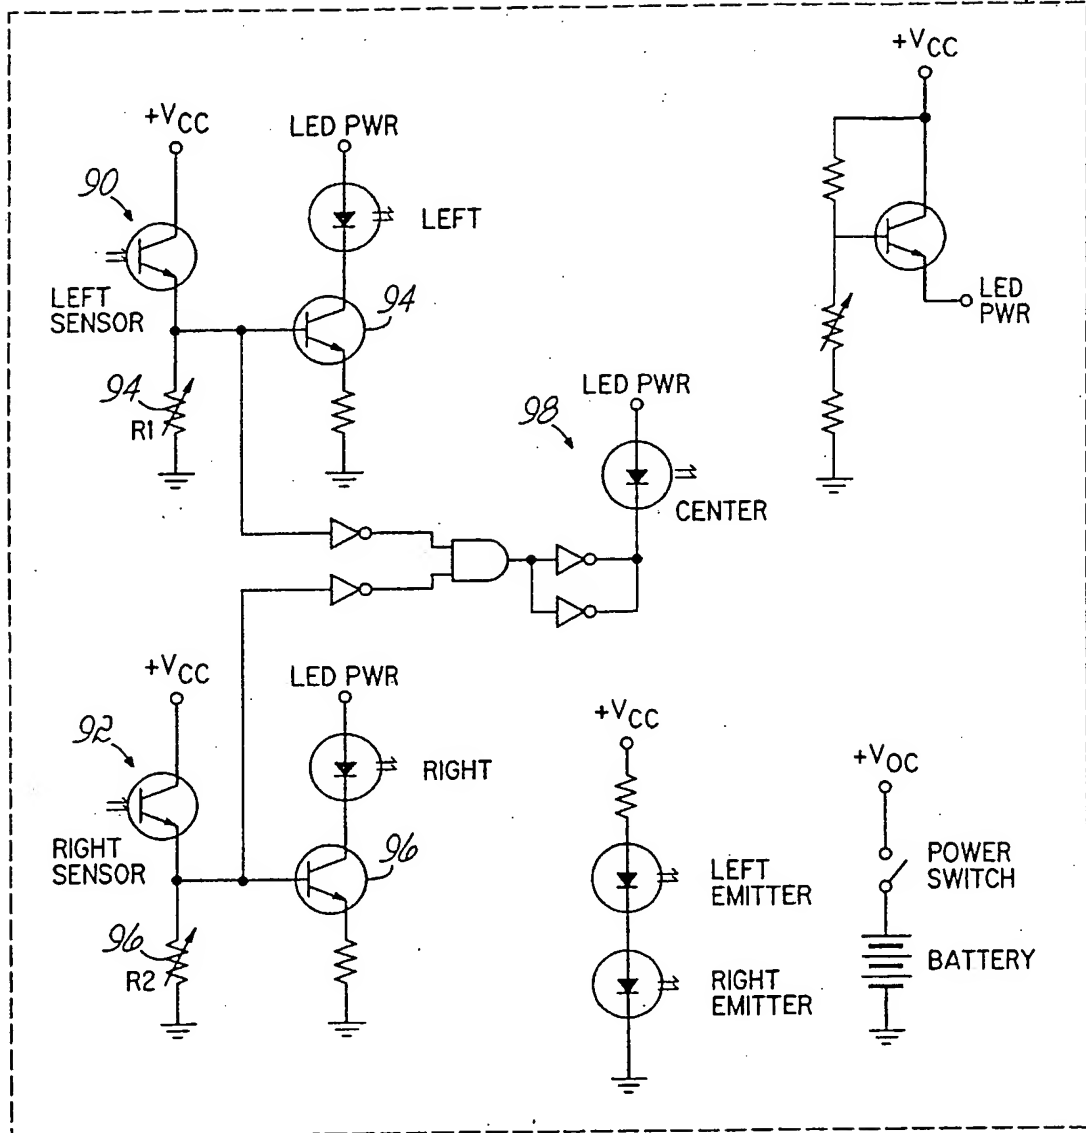 +VCC
+VCC
LED PWR
90
LEFT
LEFT
SENSOR
94
LED
PWR
94
R1
LED PWR
98
CENTER
+VCC
LED PWR
92
RIGHT
RIGHT
SENSOR
96
96
R2
+VCC
LEFT
EMITTER
RIGHT
EMITTER
+VOC
POWER
SWITCH
BATTERY